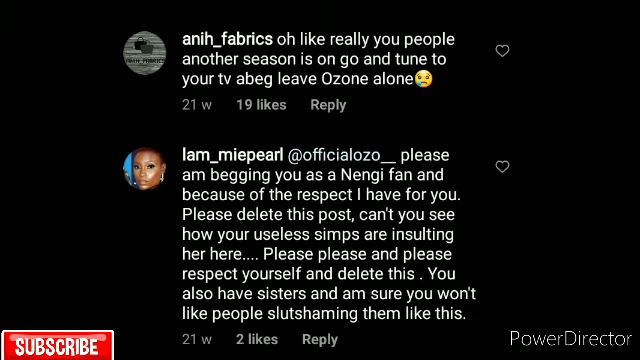 anih_fabrics oh like really you people
another season is on go and tune to
your tv abeg leave Ozone alone😢
21 w 19 likes Reply
Iam_miepearl @officialozo__ please
am begging you as a Nengi fan and
because of the respect I have for you.
Please delete this post, can't you see
how your useless simps are insulting
her here.... Please please and please
respect yourself and delete this . You
also have sisters and am sure you won't
like people slutshaming them like this.
21 w 2 likes Reply
SUBSCRIBE
PowerDirector